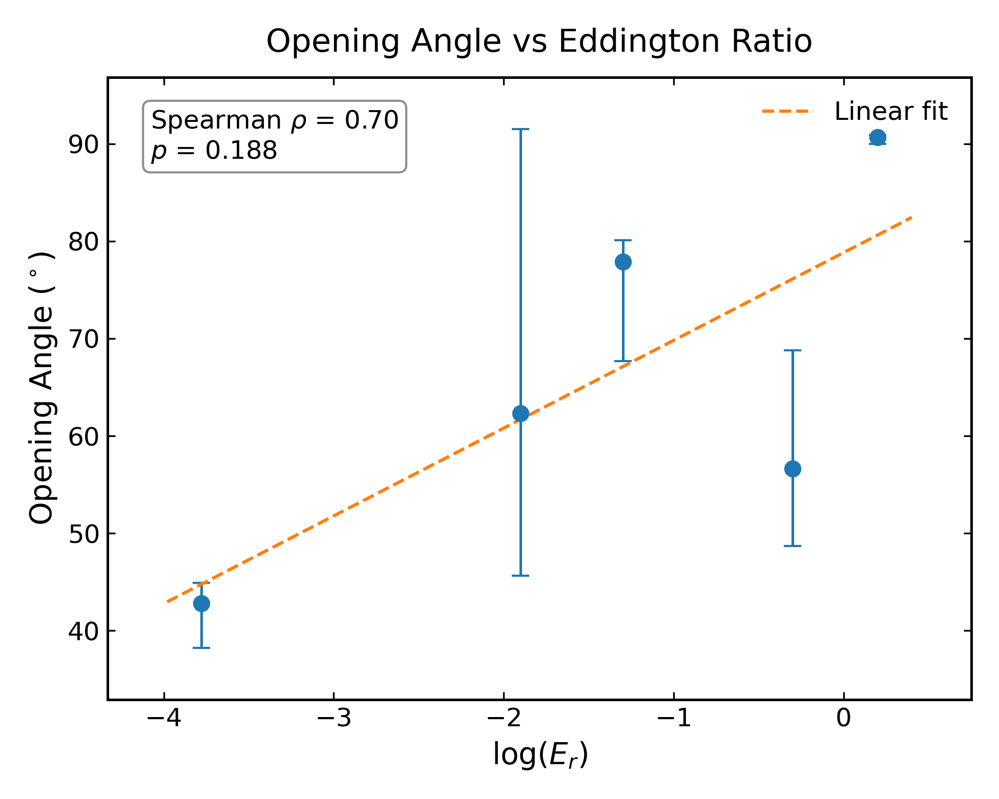 Opening Angle vs Eddington Ratio
Spearman ρ = 0.70
p = 0.188
Linear fit
90
80
70
60
50
40
Opening Angle (°)
−4
−3
−2
−1
0
log(E_r)